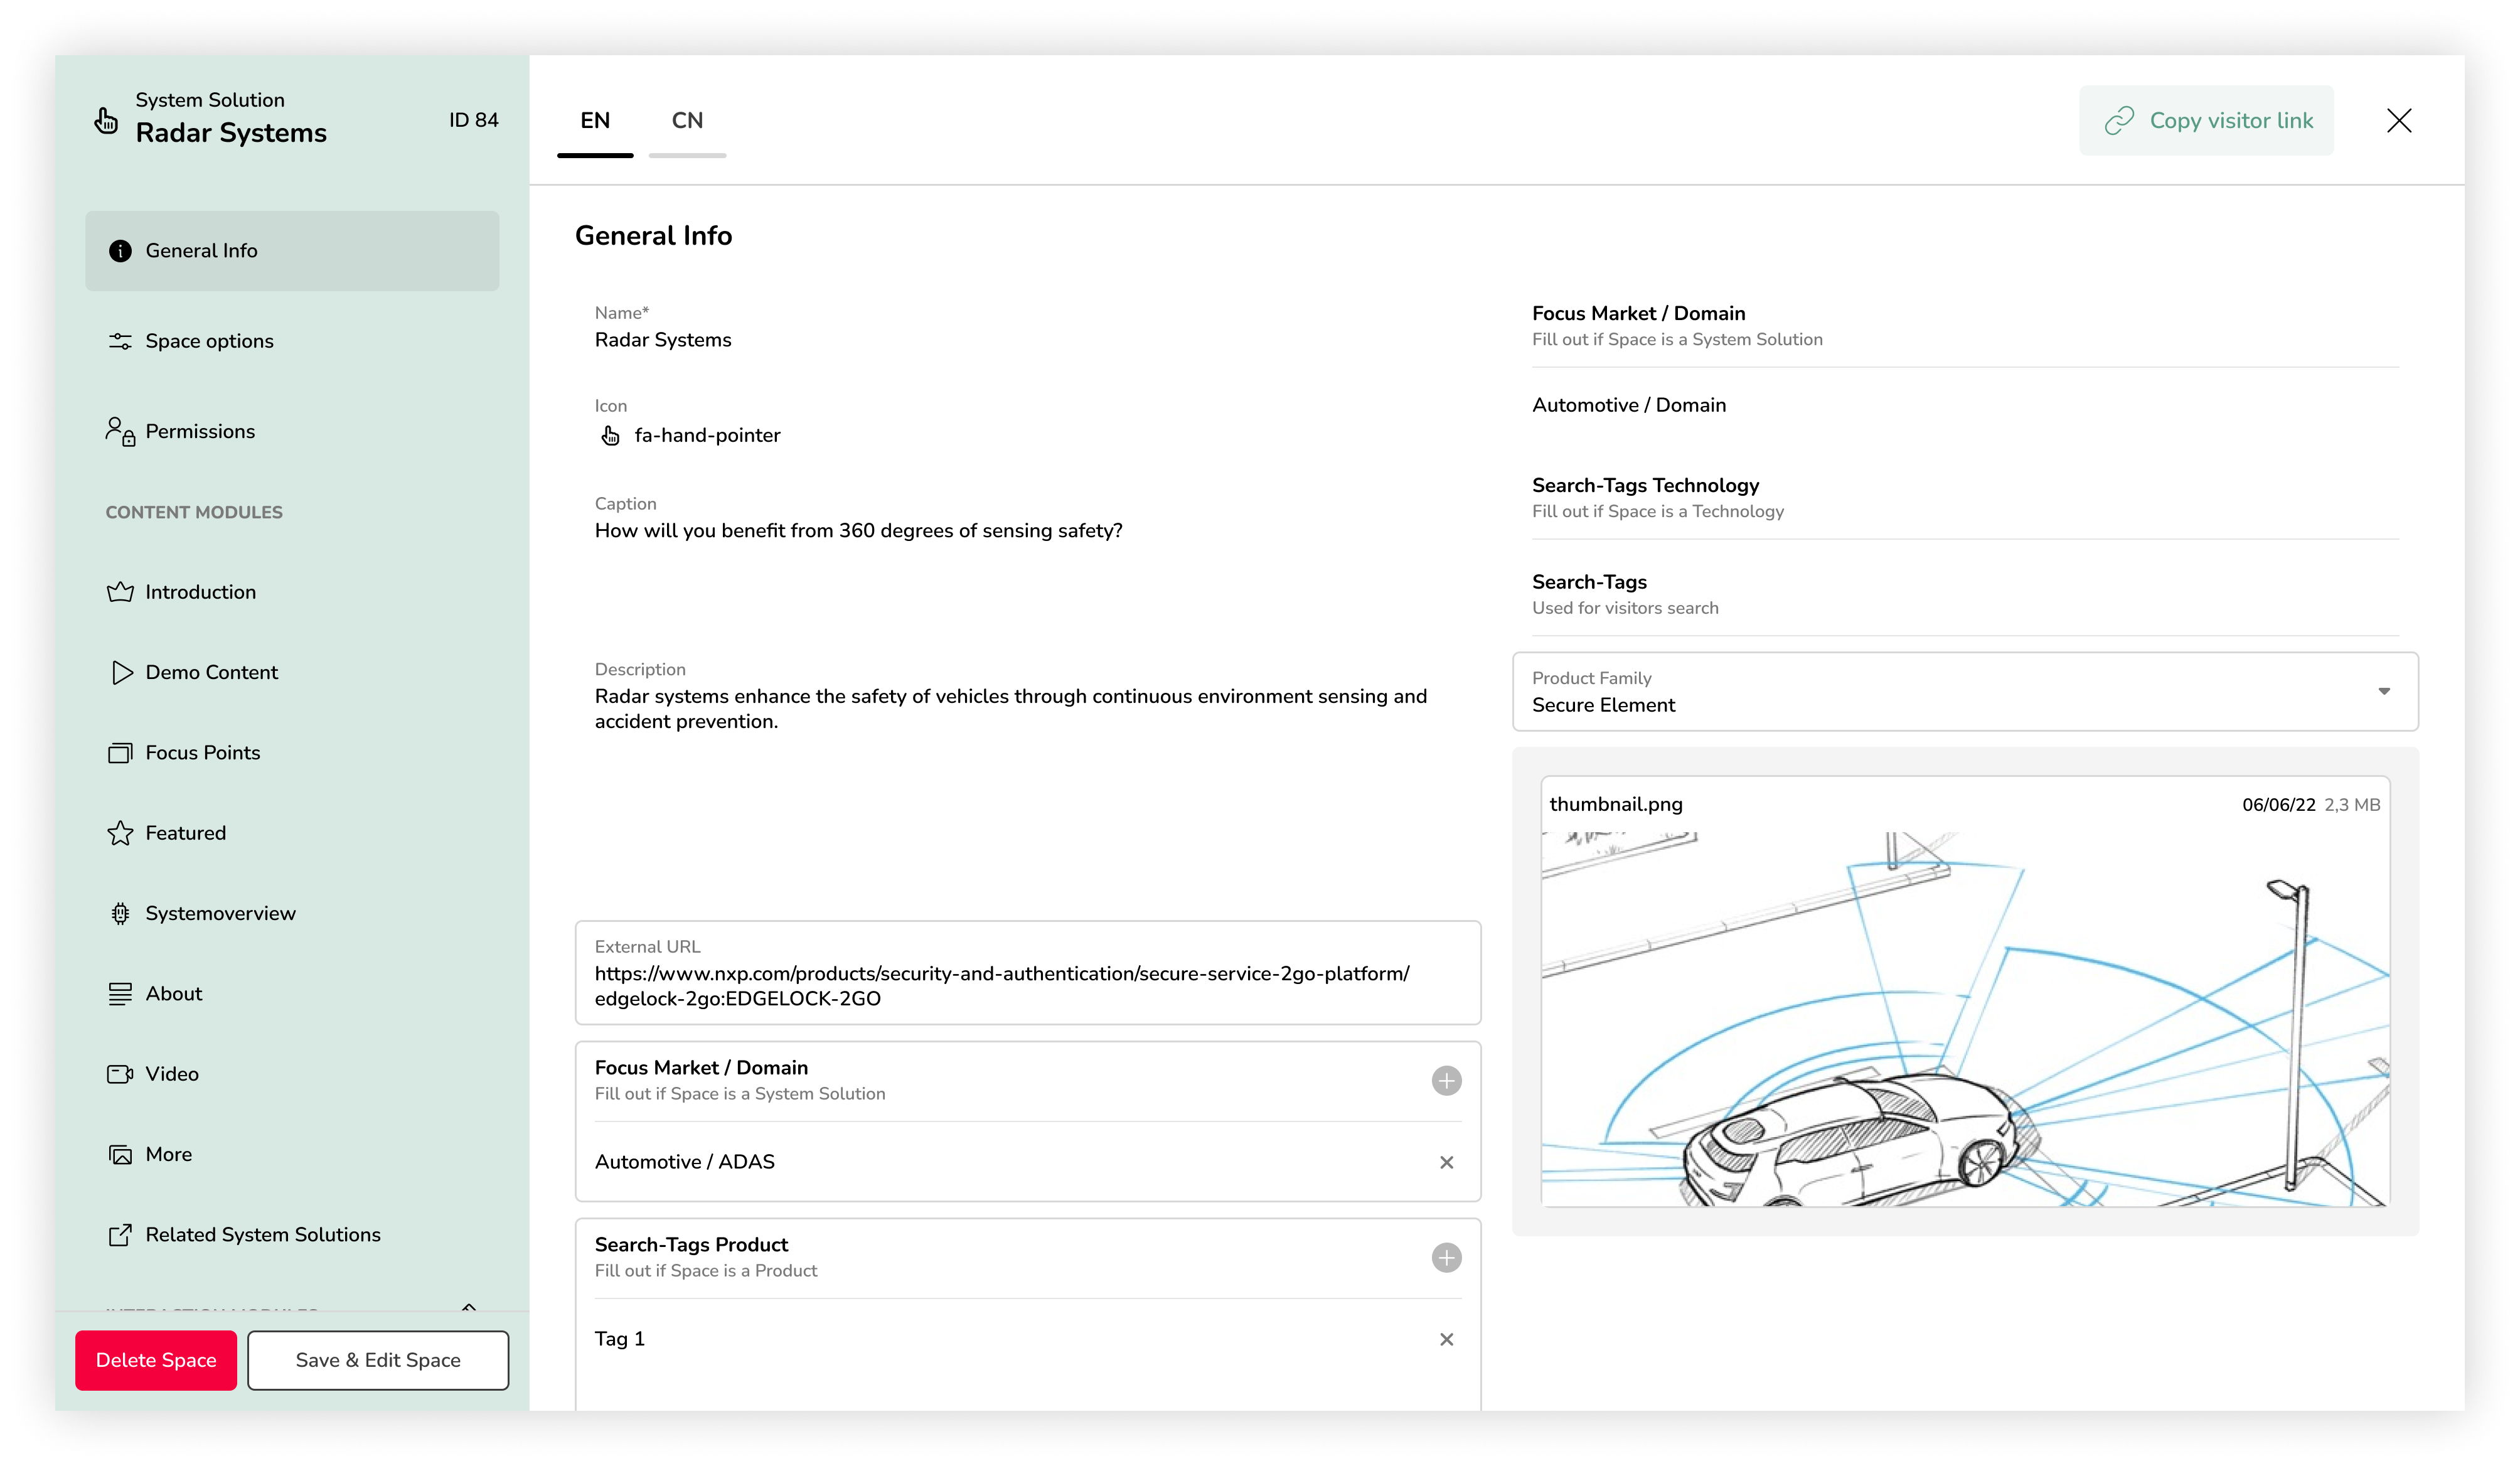 System Solution
Radar Systems
ID 84
General Info
Space options
Permissions
CONTENT MODULES
Introduction
Demo Content
Focus Points
Featured
Systemoverview
About
Video
More
Related System Solutions
Delete Space
Save & Edit Space
EN
CN
Copy visitor link
General Info
Name*
Radar Systems
Icon
fa-hand-pointer
Caption
How will you benefit from 360 degrees of sensing safety?
Description
Radar systems enhance the safety of vehicles through continuous environment sensing and
accident prevention.
External URL
https://www.nxp.com/products/security-and-authentication/secure-service-2go-platform/
edgelock-2go:EDGELOCK-2GO
Focus Market / Domain
Fill out if Space is a System Solution
Automotive / ADAS
Search-Tags Product
Fill out if Space is a Product
Tag 1
Focus Market / Domain
Fill out if Space is a System Solution
Automotive / Domain
Search-Tags Technology
Fill out if Space is a Technology
Search-Tags
Used for visitors search
Product Family
Secure Element
thumbnail.png
06/06/22 2,3 MB